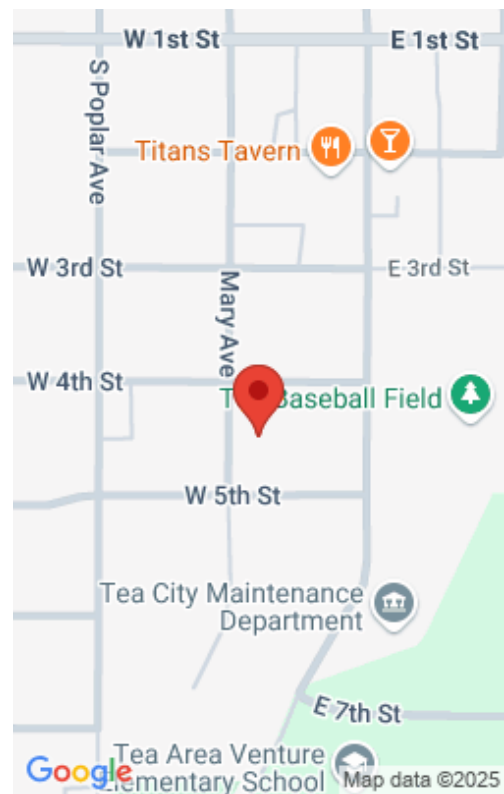 W 1st St
E 1st St
S Poplar Ave
Titans Tavern
W 3rd St
E 3rd St
Mary Ave
W 4th St
Baseball Field
W 5th St
Tea City Maintenance
Department
E 7th St
Tea Area Venture
Elementary School
Google
Map data ©2025